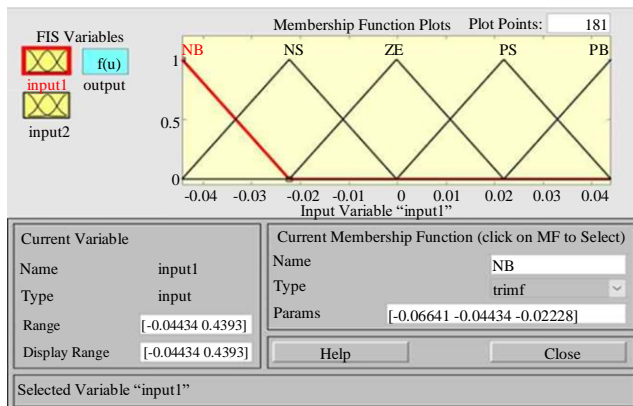 Membership Function Plots Plot Points: 181
FIS Variables
f(u)
input1 output
input2
NB NS ZE PS PB
1
0.5
0
-0.04 -0.03 -0.02 -0.01 0 0.01 0.02 0.03 0.04
Input Variable “input1”
Current Variable
Name input1
Type input
Range [-0.04434 0.4393]
Display Range [-0.04434 0.4393]
Current Membership Function (click on MF to Select)
Name NB
Type trimf
Params [-0.06641 -0.04434 -0.02228]
Help Close
Selected Variable “input1”